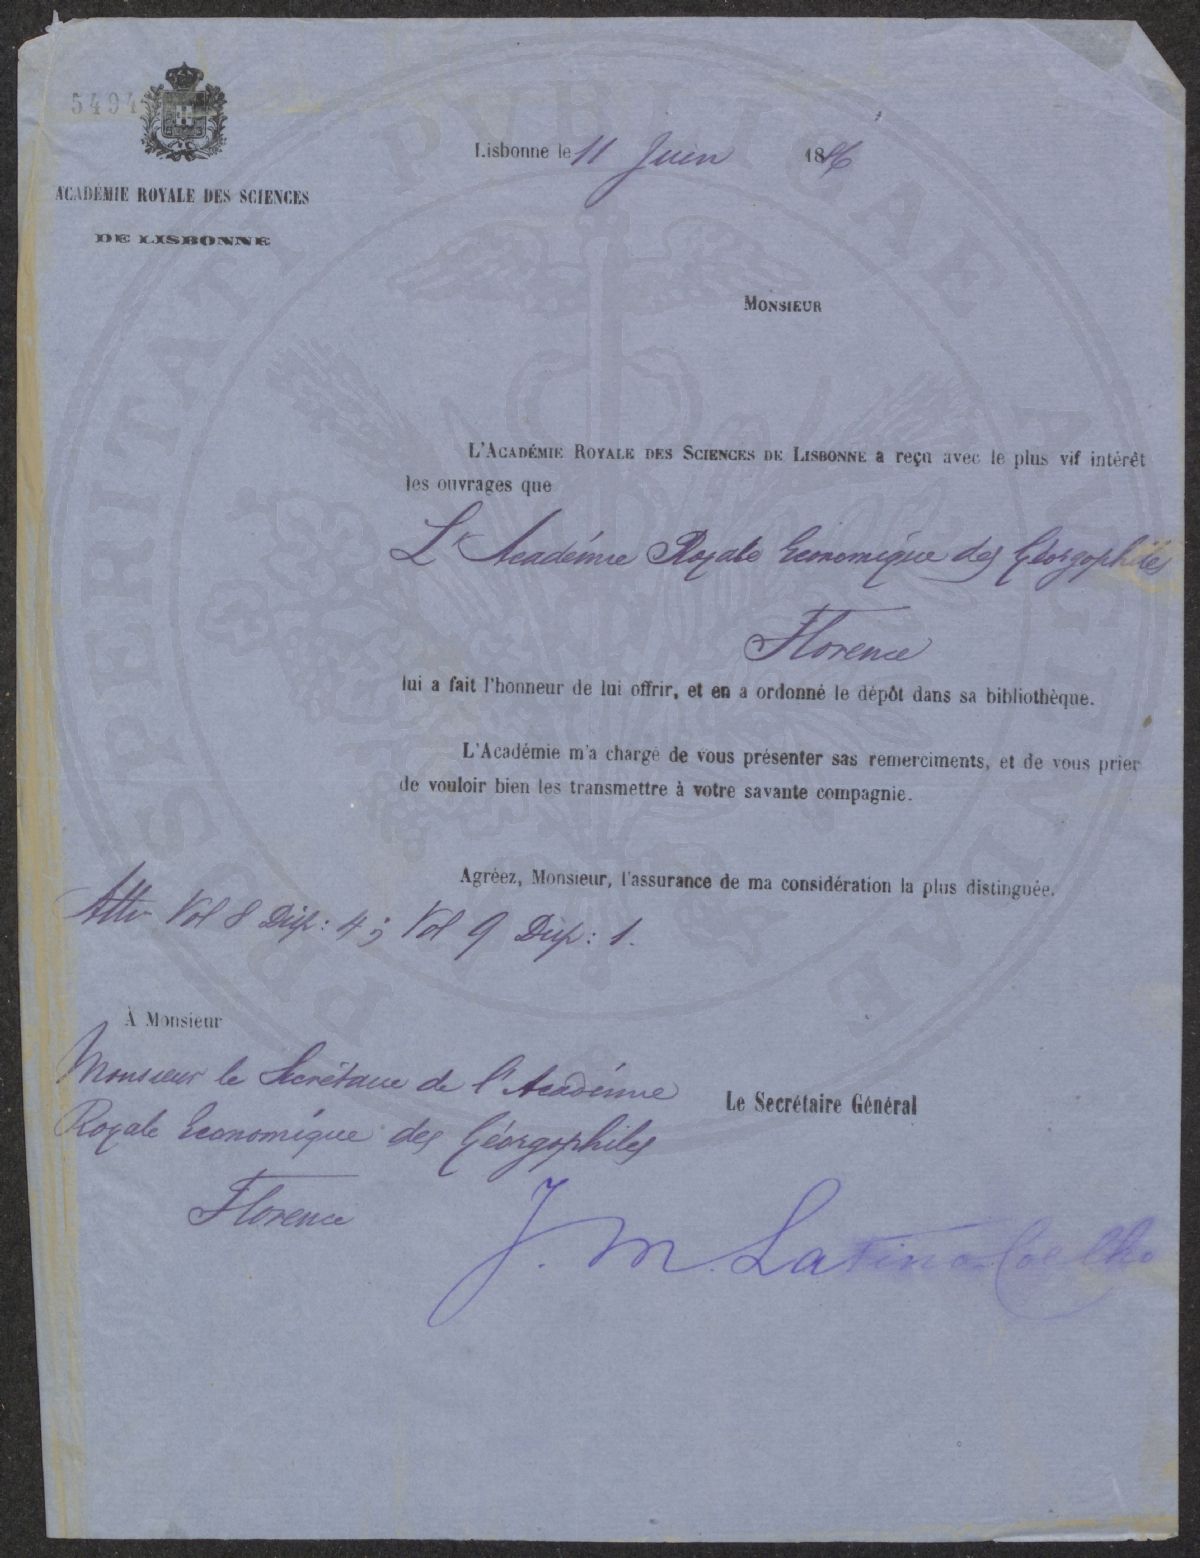 5494
ACADÉMIE ROYALE DES SCIENCES
DE LISBONNE
Lisbonne le 11 Juin 1886
MONSIEUR
L'ACADÉMIE ROYALE DES SCIENCES DE LISBONNE a reçu avec le plus vif intérêt
les ouvrages que
L'Académie Royale Economique des Géorgophiles
Florence
lui a fait l'honneur de lui offrir, et en a ordonné le dépôt dans sa bibliothèque.
L'Académie m'a chargé de vous présenter sas remerciments, et de vous prier
de vouloir bien les transmettre à votre savante compagnie.
Agréez, Monsieur, l'assurance de ma considération la plus distinguée.
Atti Vol 8 Disp: 4; Vol 9 Disp: 1.
À Monsieur
Monsieur le Secrétaire de l'Académie
Royale Economique des Géorgophiles
Florence
Le Secrétaire Général
J. M. Latino Coelho
PROSPERITATI PVBLICAE AVGENDAE